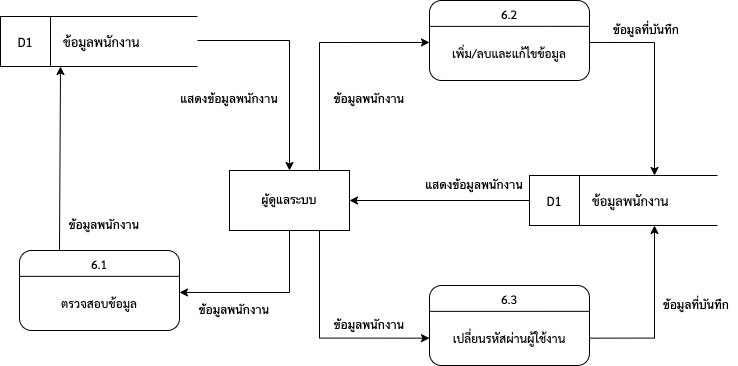 6.2
เพิ่ม/ลบและแก้ไขข้อมูล
ข้อมูลที่บันทึก
D1
ข้อมูลพนักงาน
แสดงข้อมูลพนักงาน
ข้อมูลพนักงาน
ผู้ดูแลระบบ
แสดงข้อมูลพนักงาน
D1
ข้อมูลพนักงาน
ข้อมูลพนักงาน
6.1
ตรวจสอบข้อมูล
ข้อมูลพนักงาน
ข้อมูลพนักงาน
6.3
เปลี่ยนรหัสผ่านผู้ใช้งาน
ข้อมูลที่บันทึก